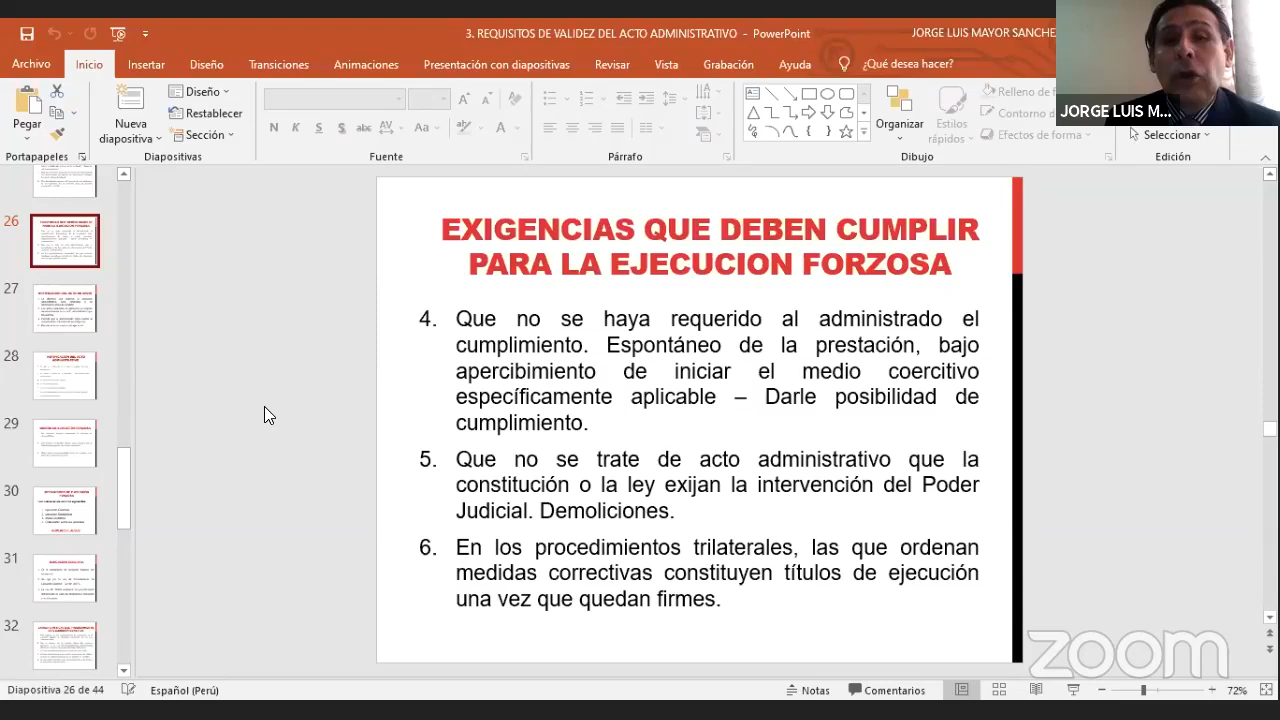 3. REQUISITOS DE VALIDEZ DEL ACTO ADMINISTRATIVO - PowerPoint
JORGE LUIS MAYOR SANCHE
Archivo Inicio Insertar Diseño Transiciones Animaciones Presentación con diapositivas Revisar Vista Grabación Ayuda ¿Qué desea hacer?
JORGE LUIS M...
Pegar
Nueva
diapositiva
Diseño
Restablecer
Sección
N K S S abc AV Aa A
Organizar
Estilos
rápidos
Relleno de f
Contorno d
Efectos de forma
Seleccionar
Portapapeles Diapositivas Fuente Párrafo Dibujo Edición
26
27
28
29
30
31
32
EXIGENCIAS QUE DEBEN CUMPLIR
PARA LA EJECUCION FORZOSA
4. Que no se haya requerido al administrado el
cumplimiento. Espontáneo de la prestación, bajo
apercibimiento de iniciar el medio coercitivo
específicamente aplicable – Darle posibilidad de
cumplimiento.
5. Que no se trate de acto administrativo que la
constitución o la ley exijan la intervención del Poder
Judicial. Demoliciones.
6. En los procedimientos trilaterales, las que ordenan
medidas correctivas constituyen títulos de ejecución
una vez que quedan firmes.
zoom
Diapositiva 26 de 44 Español (Perú) Notas Comentarios 72%